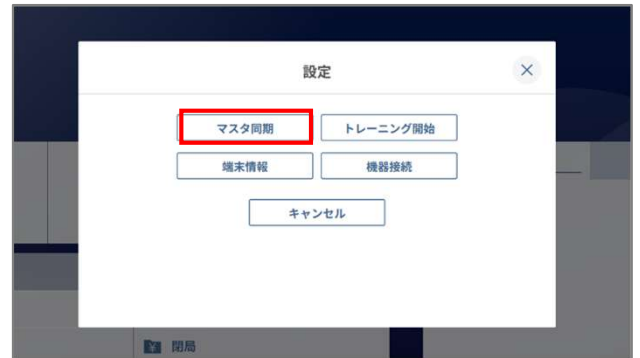 設定
マスタ同期 トレーニング開始
端末情報 機器接続
キャンセル
閉局